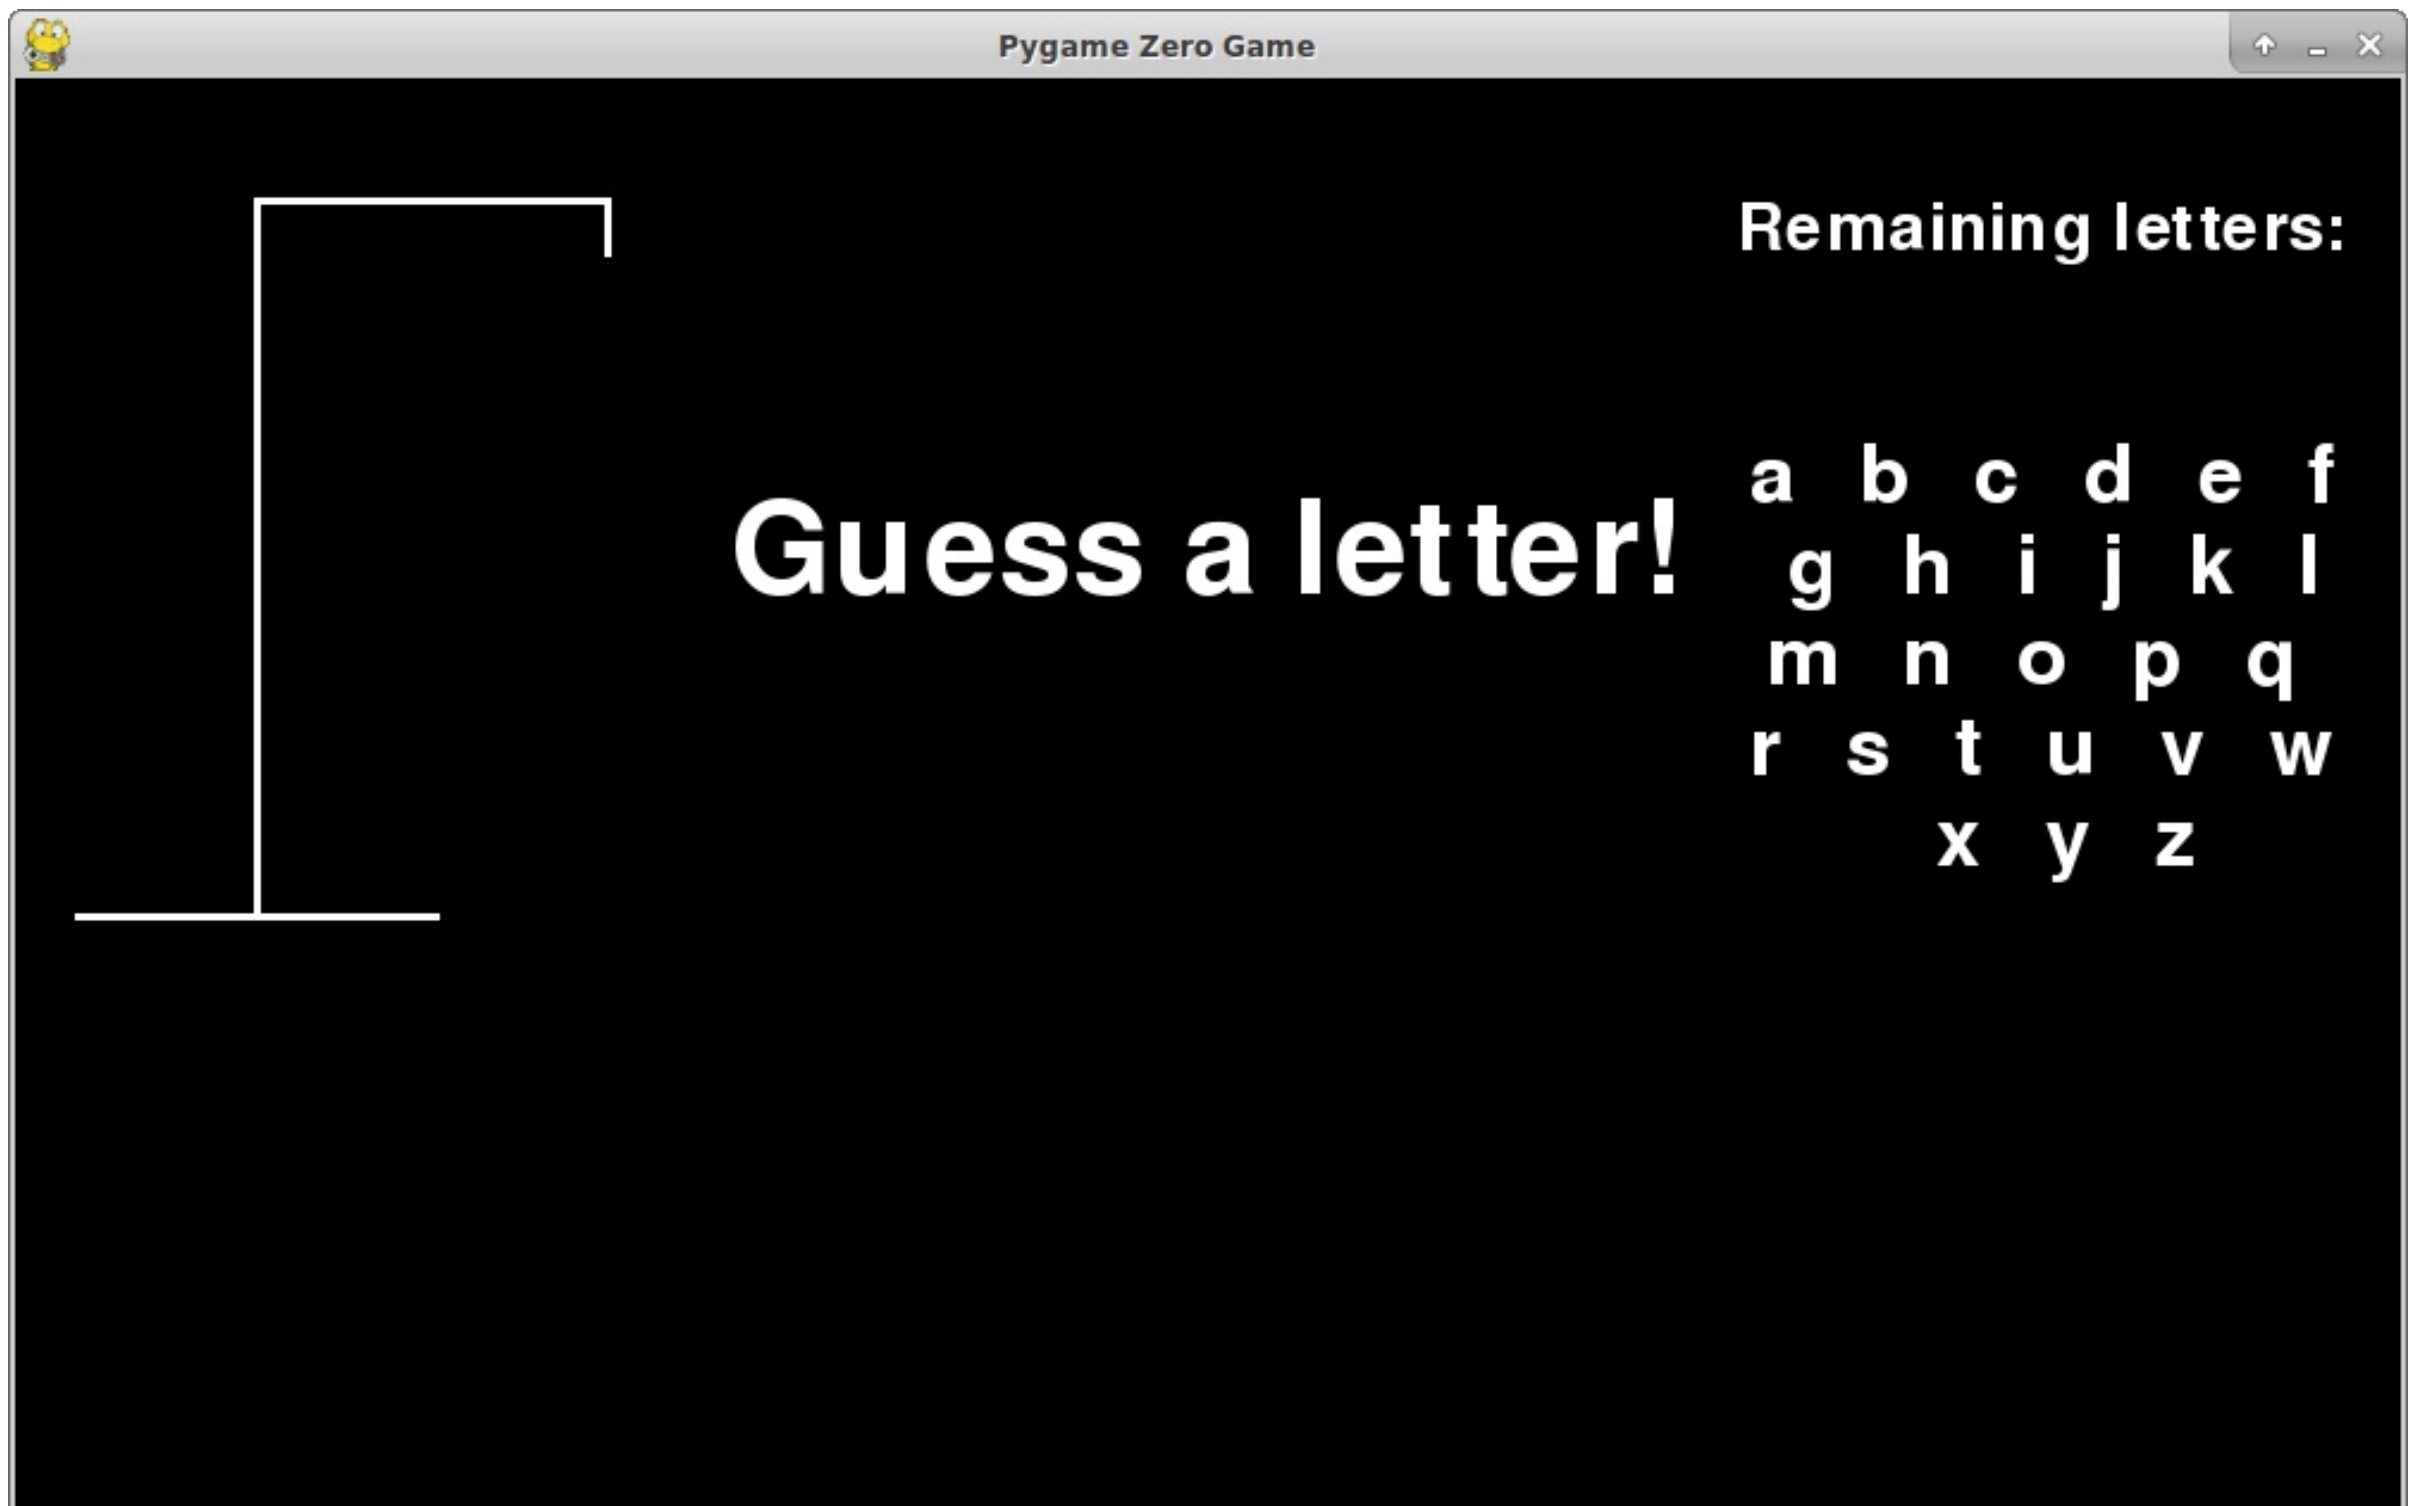 Pygame Zero Game
Remaining letters:
Guess a letter!
a b c d e f
g h i j k l
m n o p q
r s t u v w
x y z